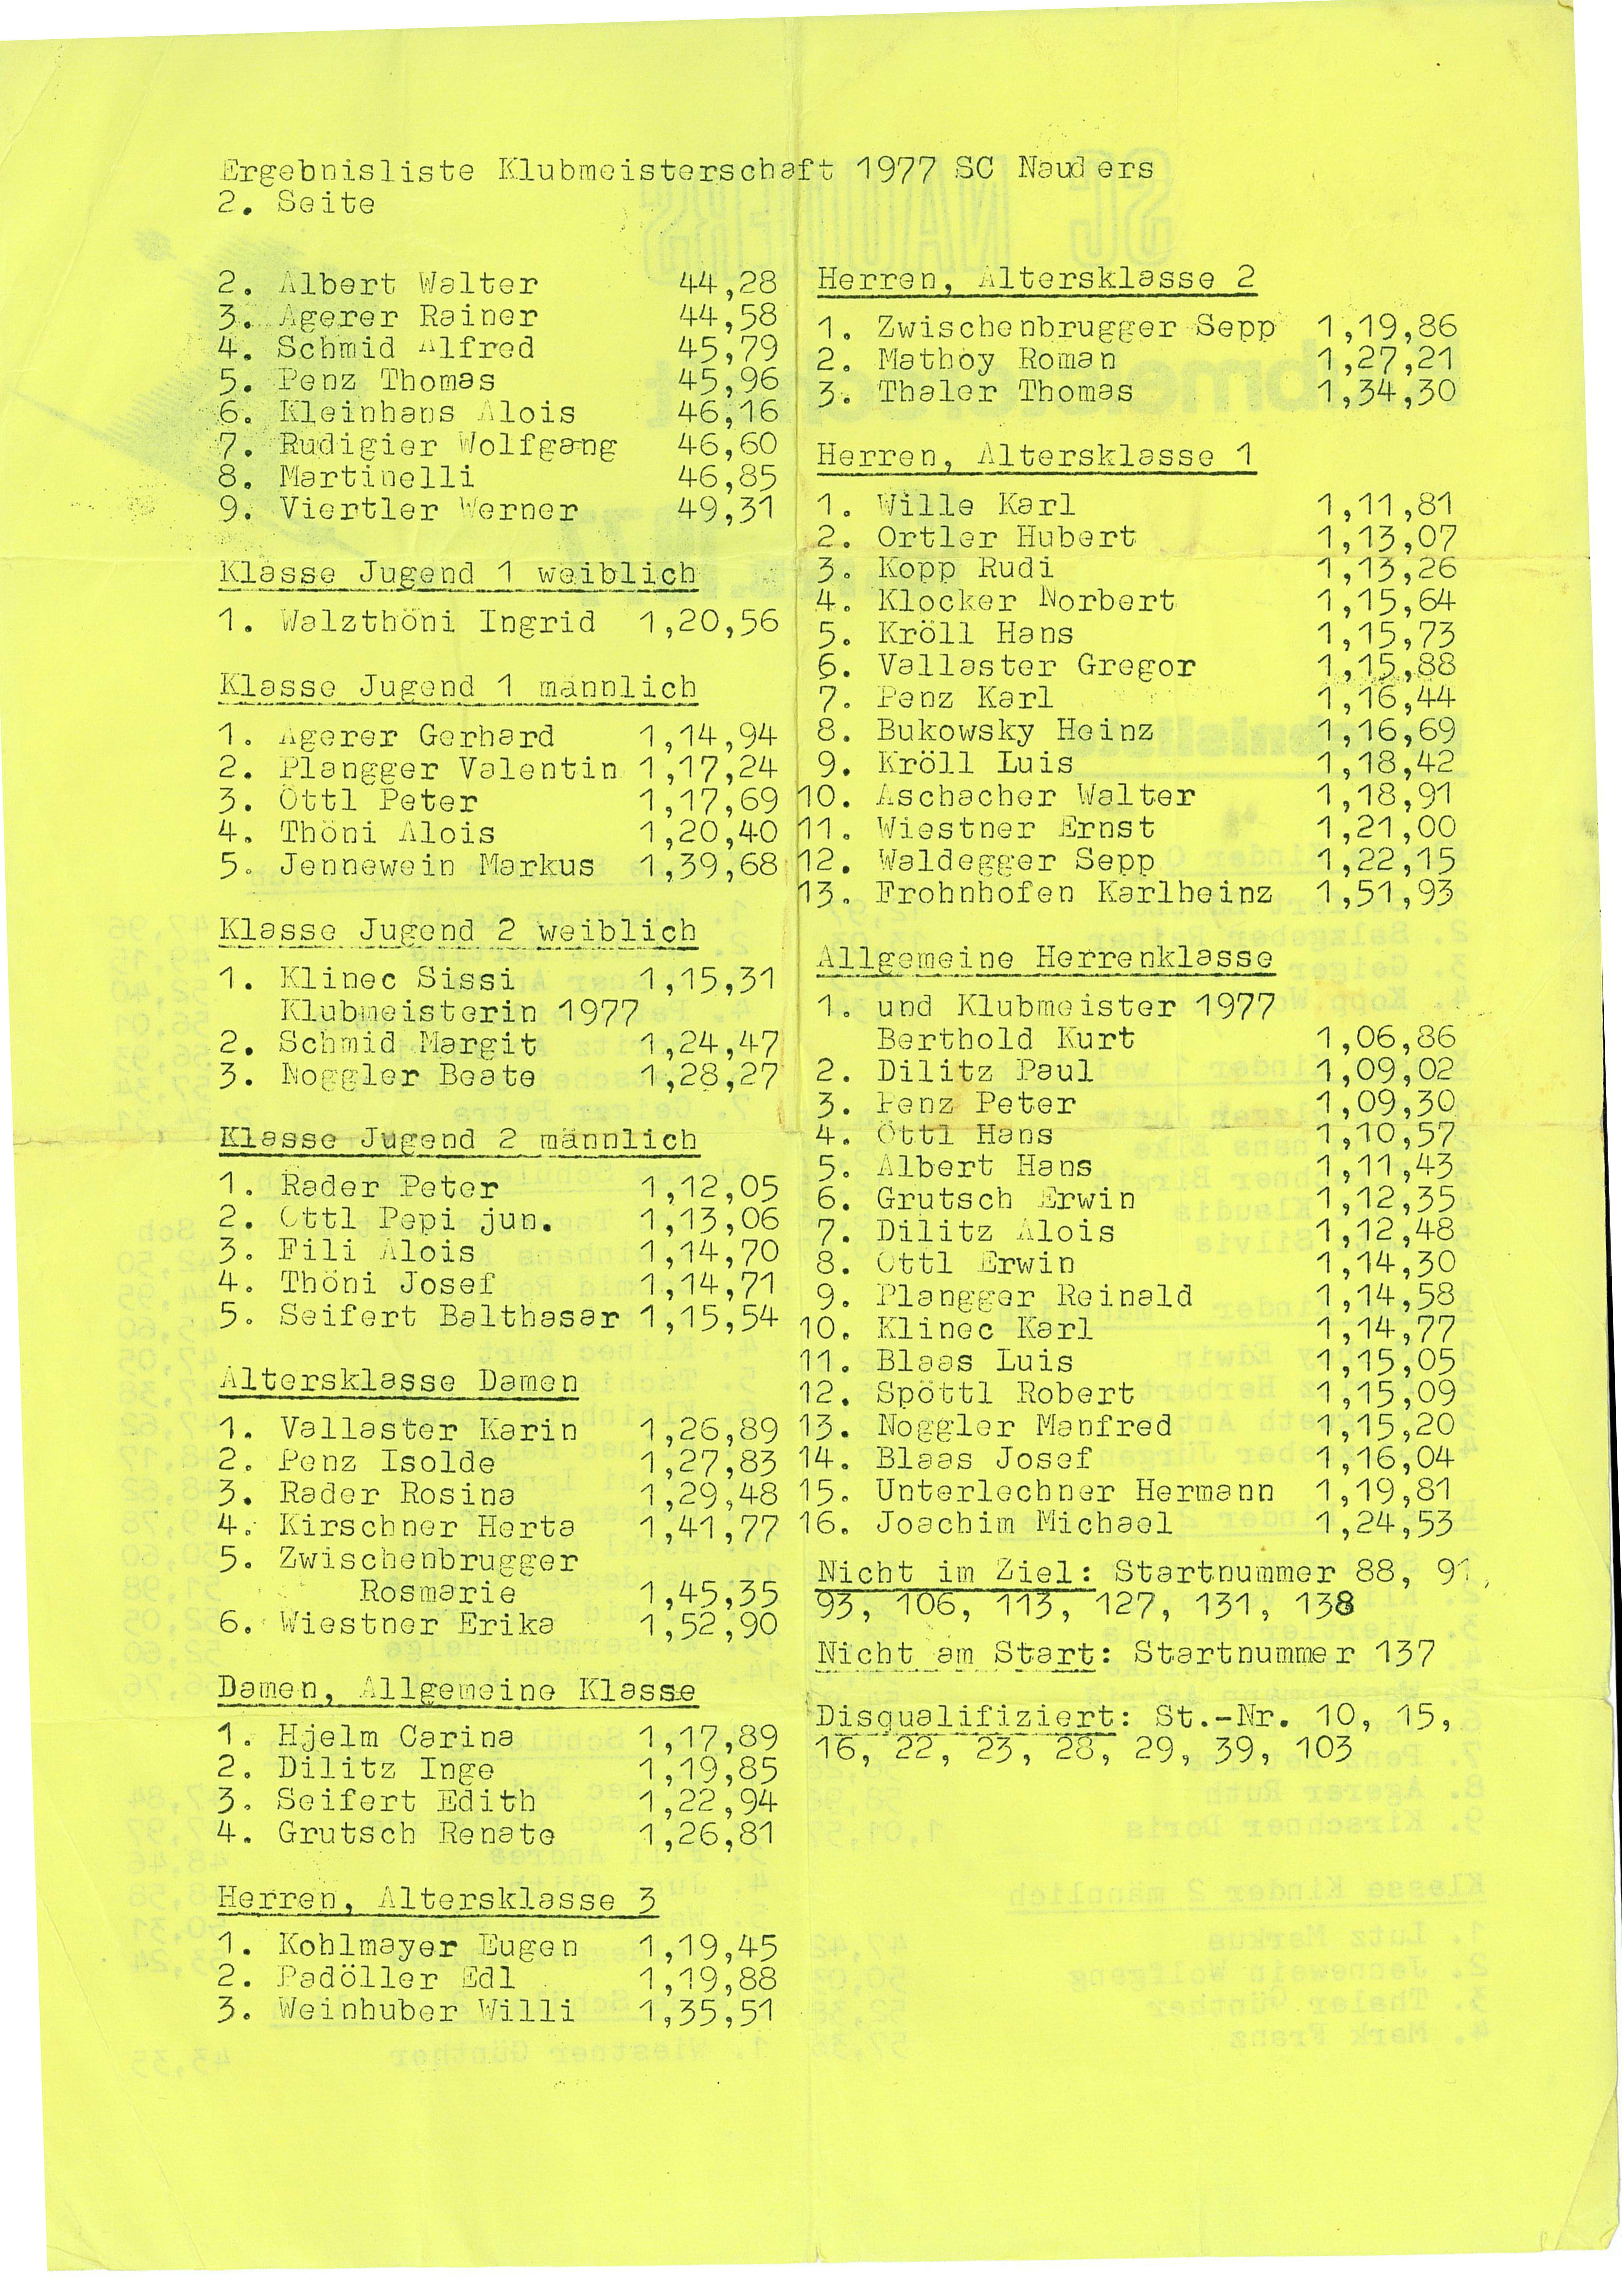 Ergebnisliste Klubmeisterschaft 1977 SC Nauders
2. Seite
2. Albert Walter 44,28
3. Agerer Rainer 44,58
4. Schmid Alfred 45,79
5. Penz Thomas 45,96
6. Kleinhans Alois 46,16
7. Rudigier Wolfgang 46,60
8. Martinelli 46,85
9. Viertler Werner 49,31
Klasse Jugend 1 weiblich
1. Walzthöni Ingrid 1,20,56
Klasse Jugend 1 männlich
1. Agerer Gerhard 1,14,94
2. Plangger Valentin 1,17,24
3. Öttl Peter 1,17,69
4. Thöni Alois 1,20,40
5. Jennewein Markus 1,39,68
Klasse Jugend 2 weiblich
1. Klinec Sissi 1,15,31
Klubmeisterin 1977
2. Schmid Margit 1,24,47
3. Noggler Beate 1,28,27
Klasse Jugend 2 männlich
1. Rader Peter 1,12,05
2. Öttl Pepi jun. 1,13,06
3. Fili Alois 1,14,70
4. Thöni Josef 1,14,71
5. Seifert Balthasar 1,15,54
Altersklasse Damen
1. Vallaster Karin 1,26,89
2. Penz Isolde 1,27,83
3. Rader Rosina 1,29,48
4. Kirschner Herta 1,41,77
5. Zwischenbrugger
Rosmarie 1,45,35
6. Wiestner Erika 1,52,90
Damen, Allgemeine Klasse
1. Hjelm Carina 1,17,89
2. Dilitz Inge 1,19,85
3. Seifert Edith 1,22,94
4. Grutsch Renate 1,26,81
Herren, Altersklasse 3
1. Kohlmayer Eugen 1,19,45
2. Padöller Edl 1,19,88
3. Weinhuber Willi 1,35,51
Herren, Altersklasse 2
1. Zwischenbrugger Sepp 1,19,86
2. Mathoy Roman 1,27,21
3. Thaler Thomas 1,34,30
Herren, Altersklasse 1
1. Wille Karl 1,11,81
2. Ortler Hubert 1,13,07
3. Kopp Rudi 1,13,26
4. Klocker Norbert 1,15,64
5. Kröll Hans 1,15,73
6. Vallaster Gregor 1,15,88
7. Penz Karl 1,16,44
8. Bukowsky Heinz 1,16,69
9. Kröll Luis 1,18,42
10. Aschacher Walter 1,18,91
11. Wiestner Ernst 1,21,00
12. Waldegger Sepp 1,22,15
13. Frohnhofen Karlheinz 1,51,93
Allgemeine Herrenklasse
1. und Klubmeister 1977
Berthold Kurt 1,06,86
2. Dilitz Paul 1,09,02
3. Penz Peter 1,09,30
4. Öttl Hans 1,10,57
5. Albert Hans 1,11,43
6. Grutsch Erwin 1,12,35
7. Dilitz Alois 1,12,48
8. Öttl Erwin 1,14,30
9. Plangger Reinald 1,14,58
10. Klinec Karl 1,14,77
11. Blaas Luis 1,15,05
12. Spöttl Robert 1,15,09
13. Noggler Manfred 1,15,20
14. Blaas Josef 1,16,04
15. Unterlechner Hermann 1,19,81
16. Joachim Michael 1,24,53
Nicht im Ziel: Startnummer 88, 91,
93, 106, 113, 127, 131, 138
Nicht am Start: Startnummer 137
Disqualifiziert: St.-Nr. 10, 15,
16, 22, 23, 28, 29, 39, 103